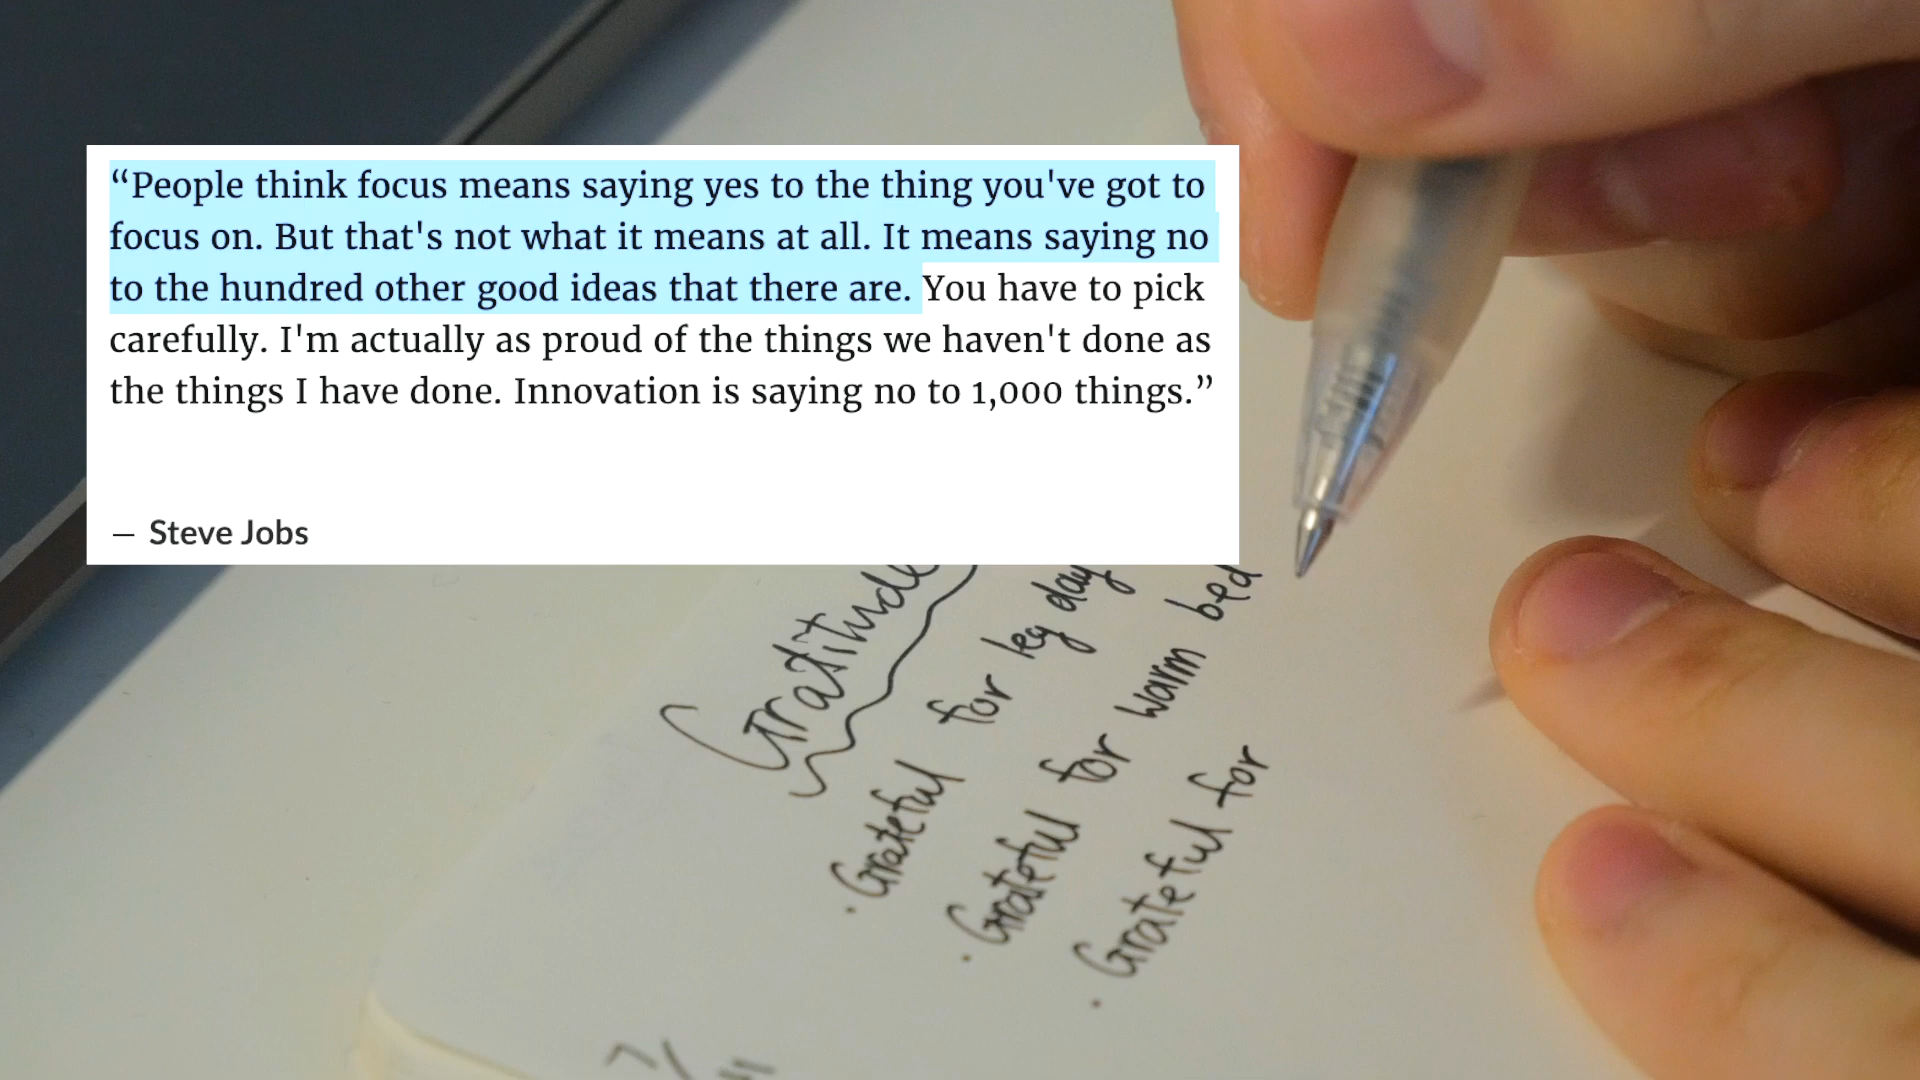 “People think focus means saying yes to the thing you've got to
focus on. But that's not what it means at all. It means saying no
to the hundred other good ideas that there are. You have to pick
carefully. I'm actually as proud of the things we haven't done as
the things I have done. Innovation is saying no to 1,000 things.”
— Steve Jobs
Gratitude
· Grateful for leg day
· Grateful for warm bed
· Grateful for